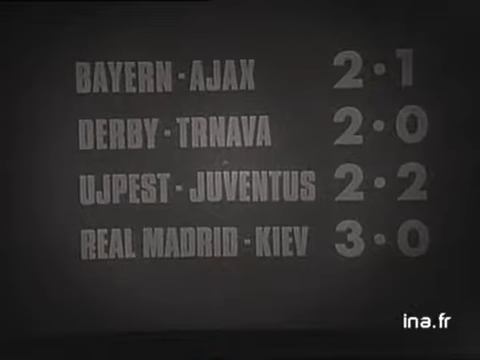 BAYERN·AJAX 2·1
DERBY·TRNAVA 2·0
UJPEST·JUVENTUS 2·2
REAL MADRID·KIEV 3·0
ina.fr